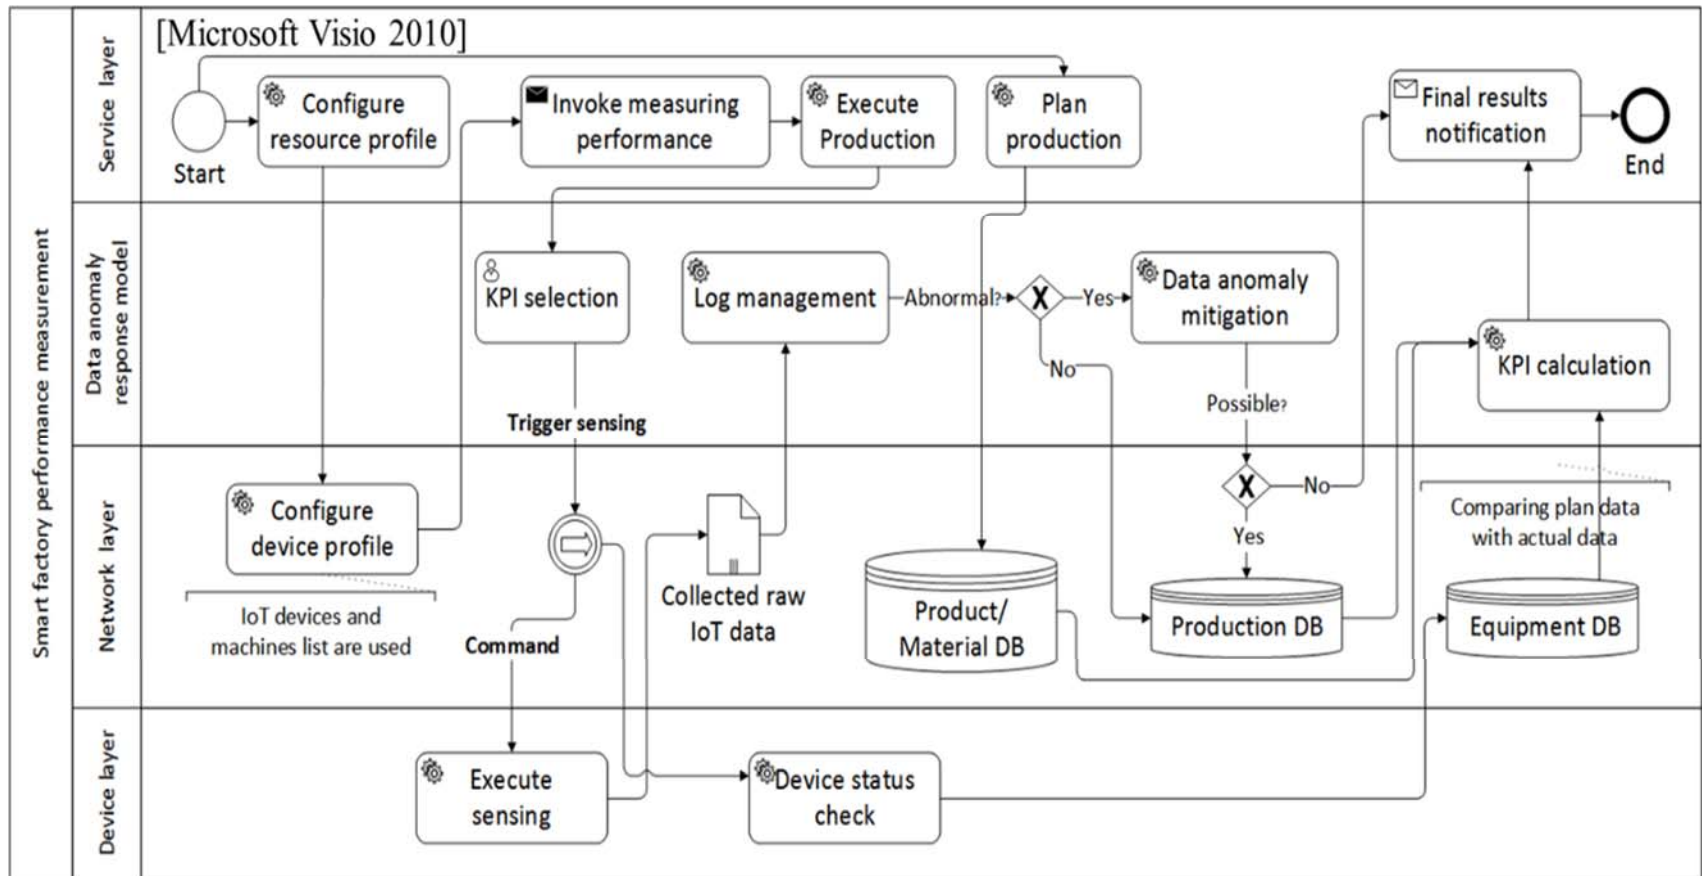 [Microsoft Visio 2010]
Smart factory performance measurement
Service layer
Start
Configure
resource profile
Invoke measuring
performance
Execute
Production
Plan
production
Final results
notification
End
Data anomaly
response model
KPI selection
Log management
Abnormal?
X
Yes
Data anomaly
mitigation
No
KPI calculation
Trigger sensing
Possible?
Network layer
Configure
device profile
IoT devices and
machines list are used
Command
Collected raw
IoT data
Product/
Material DB
X
No
Yes
Production DB
Comparing plan data
with actual data
Equipment DB
Device layer
Execute
sensing
Device status
check